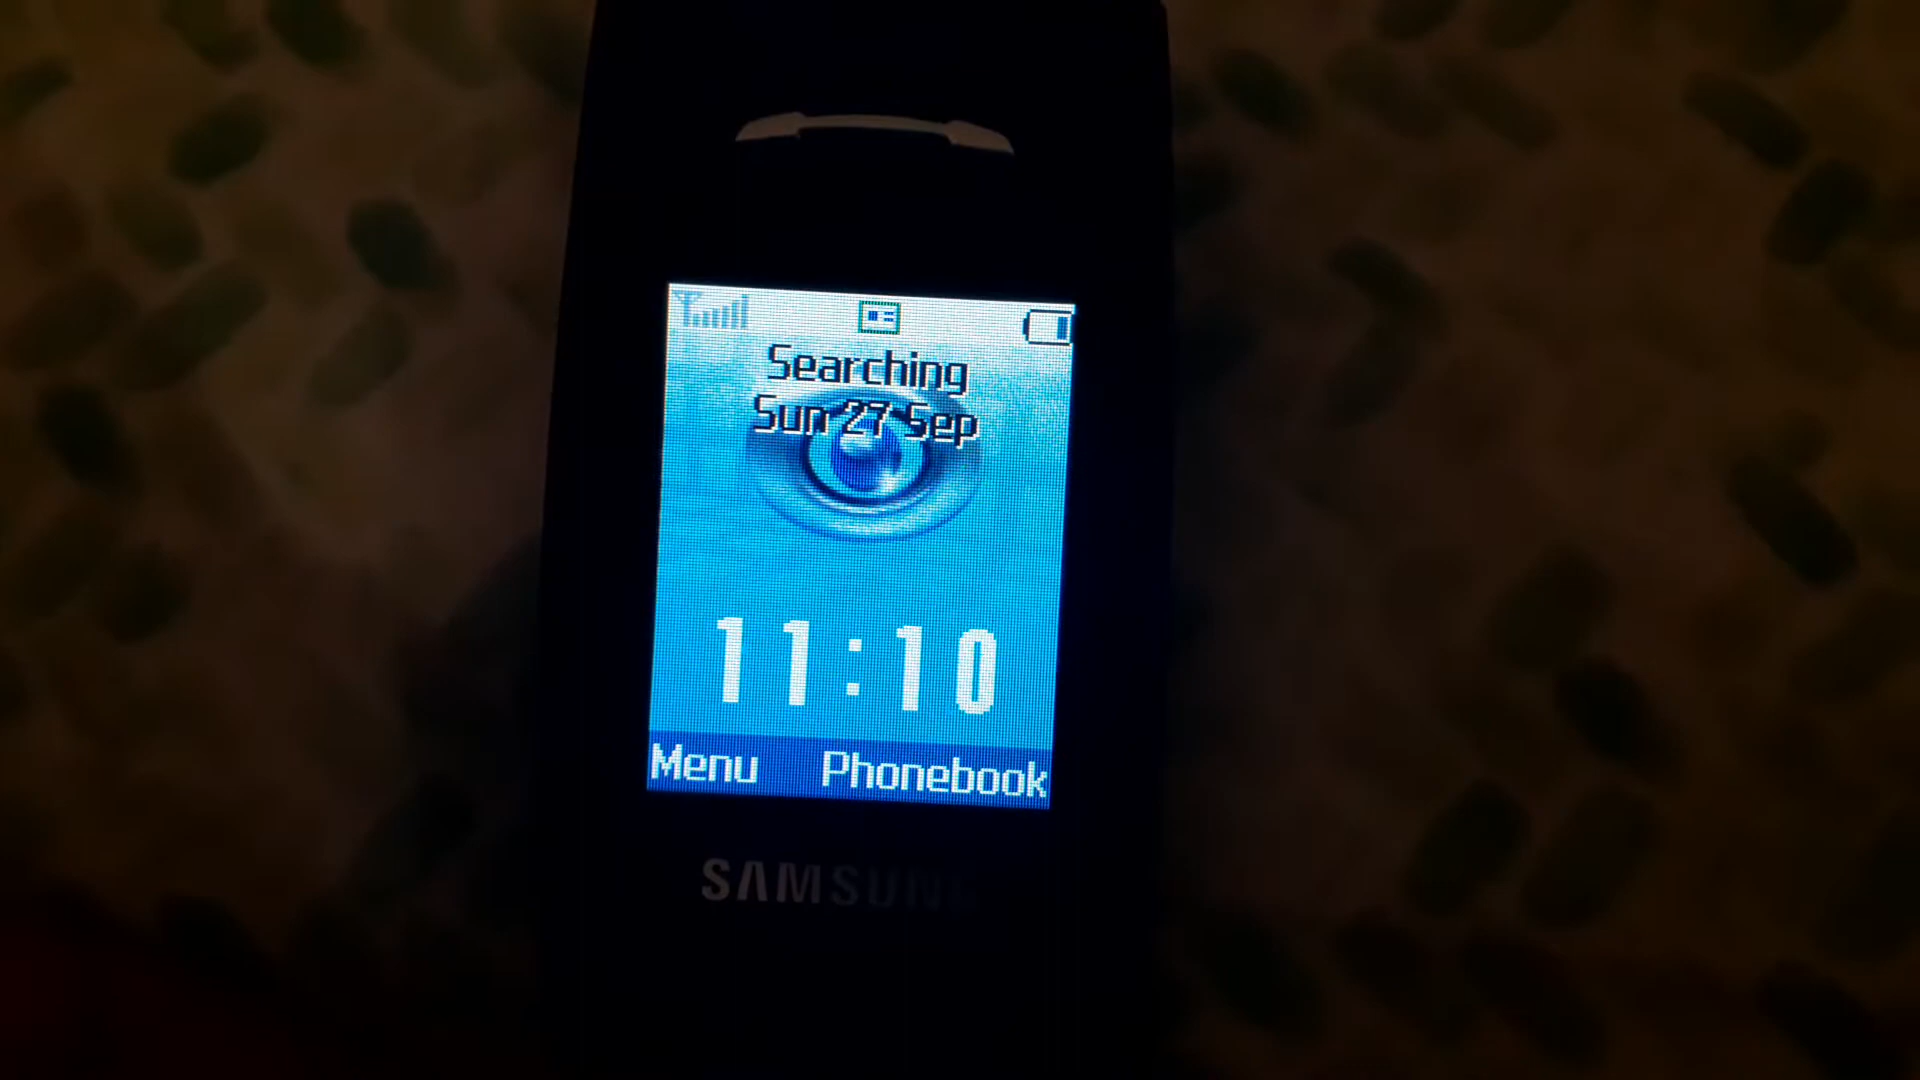 Searching
Sun 27 Sep
11:10
Menu Phonebook
SAMSUNG